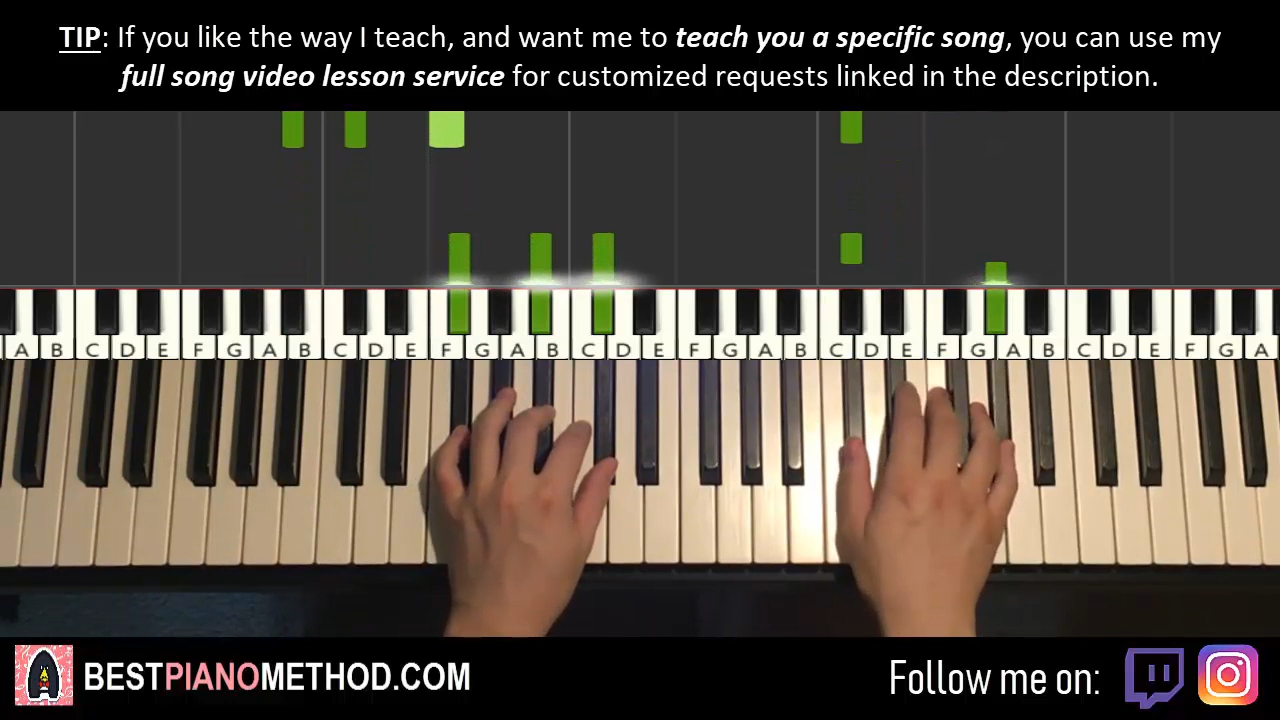 TIP: If you like the way I teach, and want me to teach you a specific song, you can use my
full song video lesson service for customized requests linked in the description.
A B C D E F G A B C D E F G A B C D E F G A B C D E F G A B C D E F G A
BESTPIANOMETHOD.COM
Follow me on: